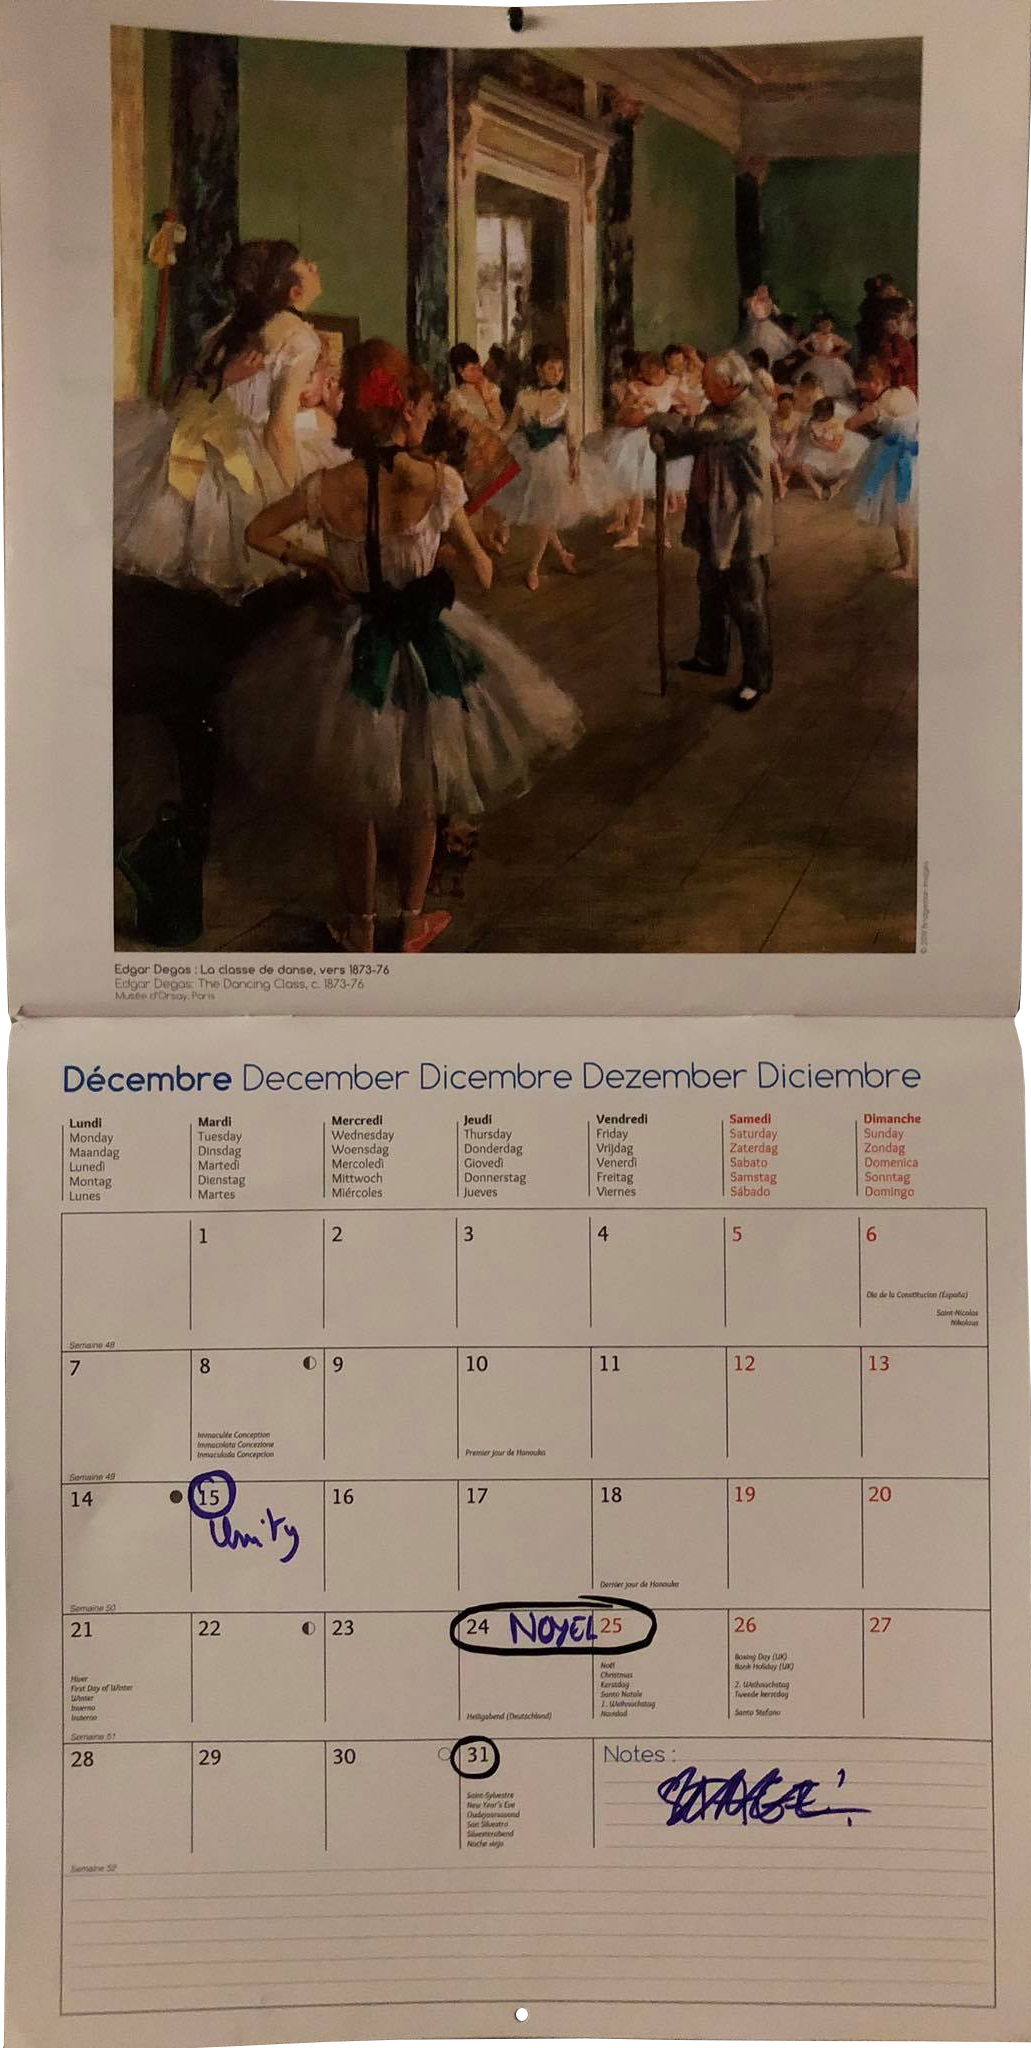 © 2019 Bridgeman Images
Edgar Degas : La classe de danse, vers 1873-76
Edgar Degas: The Dancing Class, c. 1873-76
Musée d'Orsay, Paris
Décembre December Dicembre Dezember Diciembre
Lundi Mardi Mercredi Jeudi Vendredi Samedi Dimanche
Monday Tuesday Wednesday Thursday Friday Saturday Sunday
Maandag Dinsdag Woensdag Donderdag Vrijdag Zaterdag Zondag
Lunedì Martedì Mercoledì Giovedì Venerdì Sabato Domenica
Montag Dienstag Mittwoch Donnerstag Freitag Samstag Sonntag
Lunes Martes Miércoles Jueves Viernes Sábado Domingo
1 2 3 4 5 6
Dia de la Constitucion (España)
Saint-Nicolas
Nikolaus
Semaine 48
7 8 9 10 11 12 13
Immaculée Conception
Immacolata Concezione
Inmaculada Concepcion
Premier jour de Hanouka
Semaine 49
14 15 16 17 18 19 20
Unity
Dernier jour de Hanouka
Semaine 50
21 22 23 24 NOYEL 25 26 27
Hiver
First Day of Winter
Winter
Inverno
Invierno
Heiligabend (Deutschland)
Noël
Christmas
Kerstdag
Santo Natale
1. Weihnachtstag
Navidad
Boxing Day (UK)
Bank Holiday (UK)
2. Weihnachstag
Tweede kerstdag
Santo Stefano
Semaine 51
28 29 30 31 Notes :
Saint-Sylvestre
New Year's Eve
Oudejaarsavond
San Silvestro
Silvesterabend
Noche vieja
Semaine 52